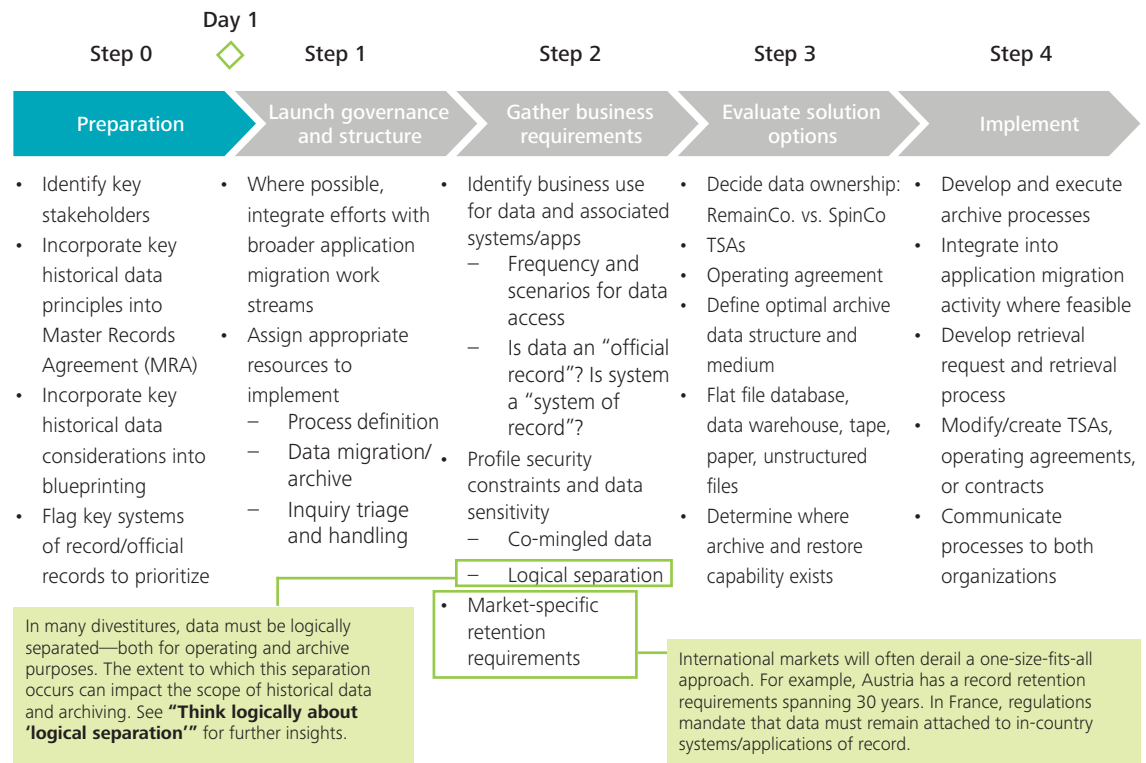 Day 1
Step 0
Step 1
Step 2
Step 3
Step 4
Preparation
Launch governance
and structure
Gather business
requirements
Evaluate solution
options
Implement
• Identify key
stakeholders
• Incorporate key
historical data
principles into
Master Records
Agreement (MRA)
• Incorporate key
historical data
considerations into
blueprinting
• Flag key systems
of record/official
records to prioritize
• Where possible,
integrate efforts with
broader application
migration work
streams
• Assign appropriate
resources to
implement
– Process definition
– Data migration/
archive
– Inquiry triage
and handling
• Identify business use
for data and associated
systems/apps
– Frequency and
scenarios for data
access
– Is data an “official
record”? Is system
a “system of
record”?
• Profile security
constraints and data
sensitivity
– Co-mingled data
– Logical separation
• Market-specific
retention
requirements
• Decide data ownership:
RemainCo. vs. SpinCo
• TSAs
• Operating agreement
• Define optimal archive
data structure and
medium
• Flat file database,
data warehouse, tape,
paper, unstructured
files
• Determine where
archive and restore
capability exists
• Develop and execute
archive processes
• Integrate into
application migration
activity where feasible
• Develop retrieval
request and retrieval
process
• Modify/create TSAs,
operating agreements,
or contracts
• Communicate
processes to both
organizations
In many divestitures, data must be logically
separated—both for operating and archive
purposes. The extent to which this separation
occurs can impact the scope of historical data
and archiving. See “Think logically about
‘logical separation’” for further insights.
International markets will often derail a one-size-fits-all
approach. For example, Austria has a record retention
requirements spanning 30 years. In France, regulations
mandate that data must remain attached to in-country
systems/applications of record.